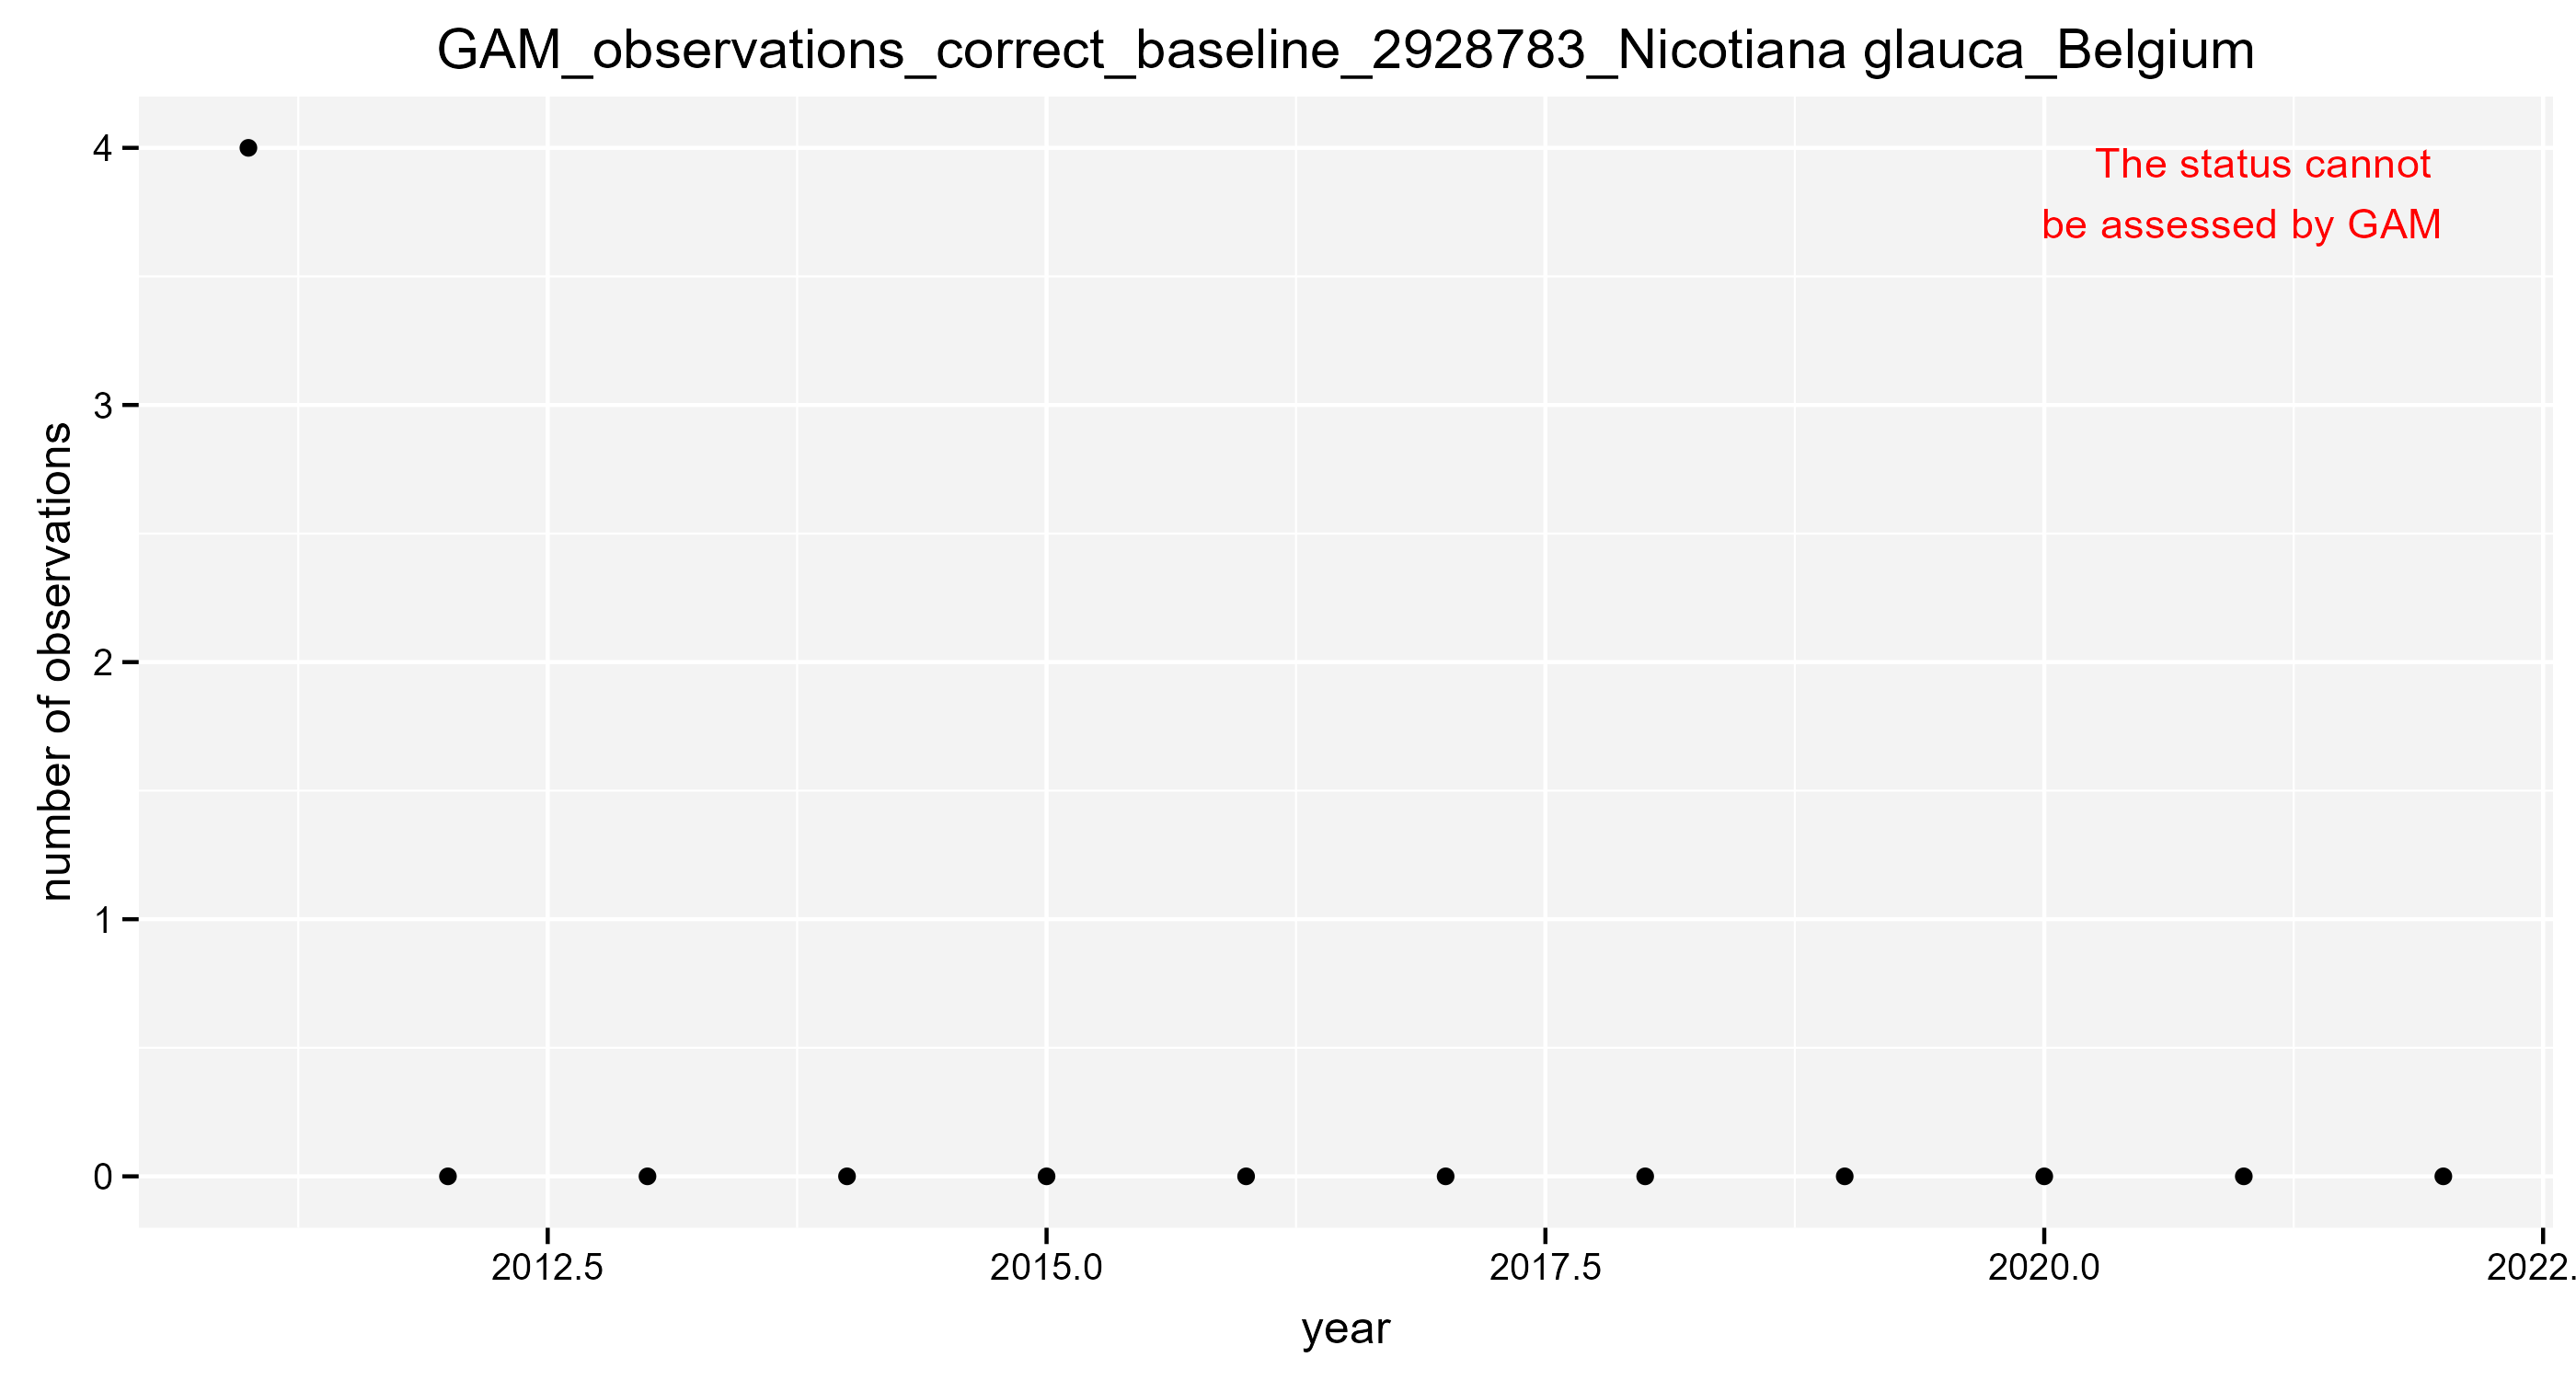 GAM_observations_correct_baseline_2928783_Nicotiana glauca_Belgium
The status cannot
be assessed by GAM
number of observations
4
3
2
1
0
2012.5
2015.0
2017.5
2020.0
2022.
year